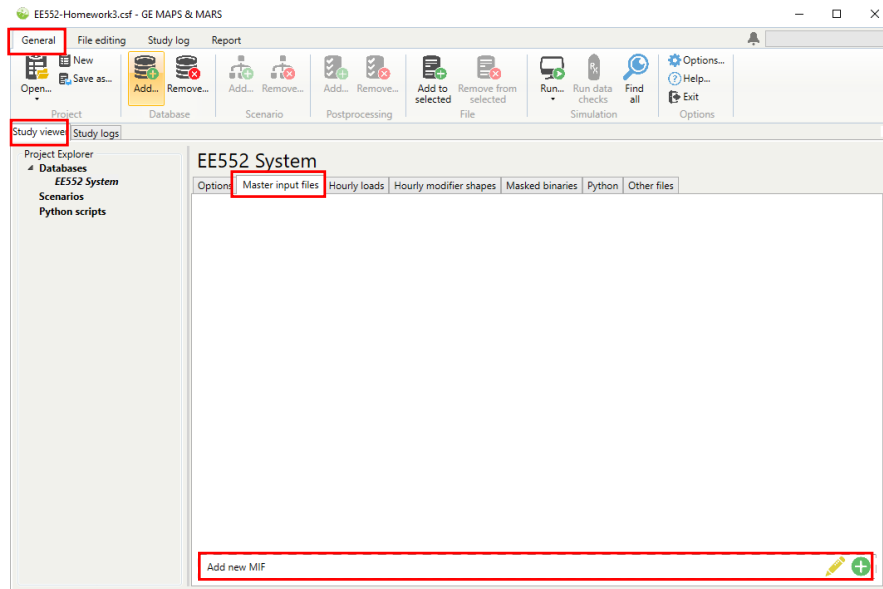 EE552-Homework3.csf - GE MAPS & MARS
General File editing Study log Report
Open... New Save as... Add... Remove... Add... Remove... Add... Remove... Add to selected Remove from selected Run... Run data checks Find all Options... Help... Exit
Project Database Scenario Postprocessing File Simulation Options
Study viewer Study logs
Project Explorer
Databases
EE552 System
Scenarios
Python scripts
EE552 System
Options Master input files Hourly loads Hourly modifier shapes Masked binaries Python Other files
Add new MIF